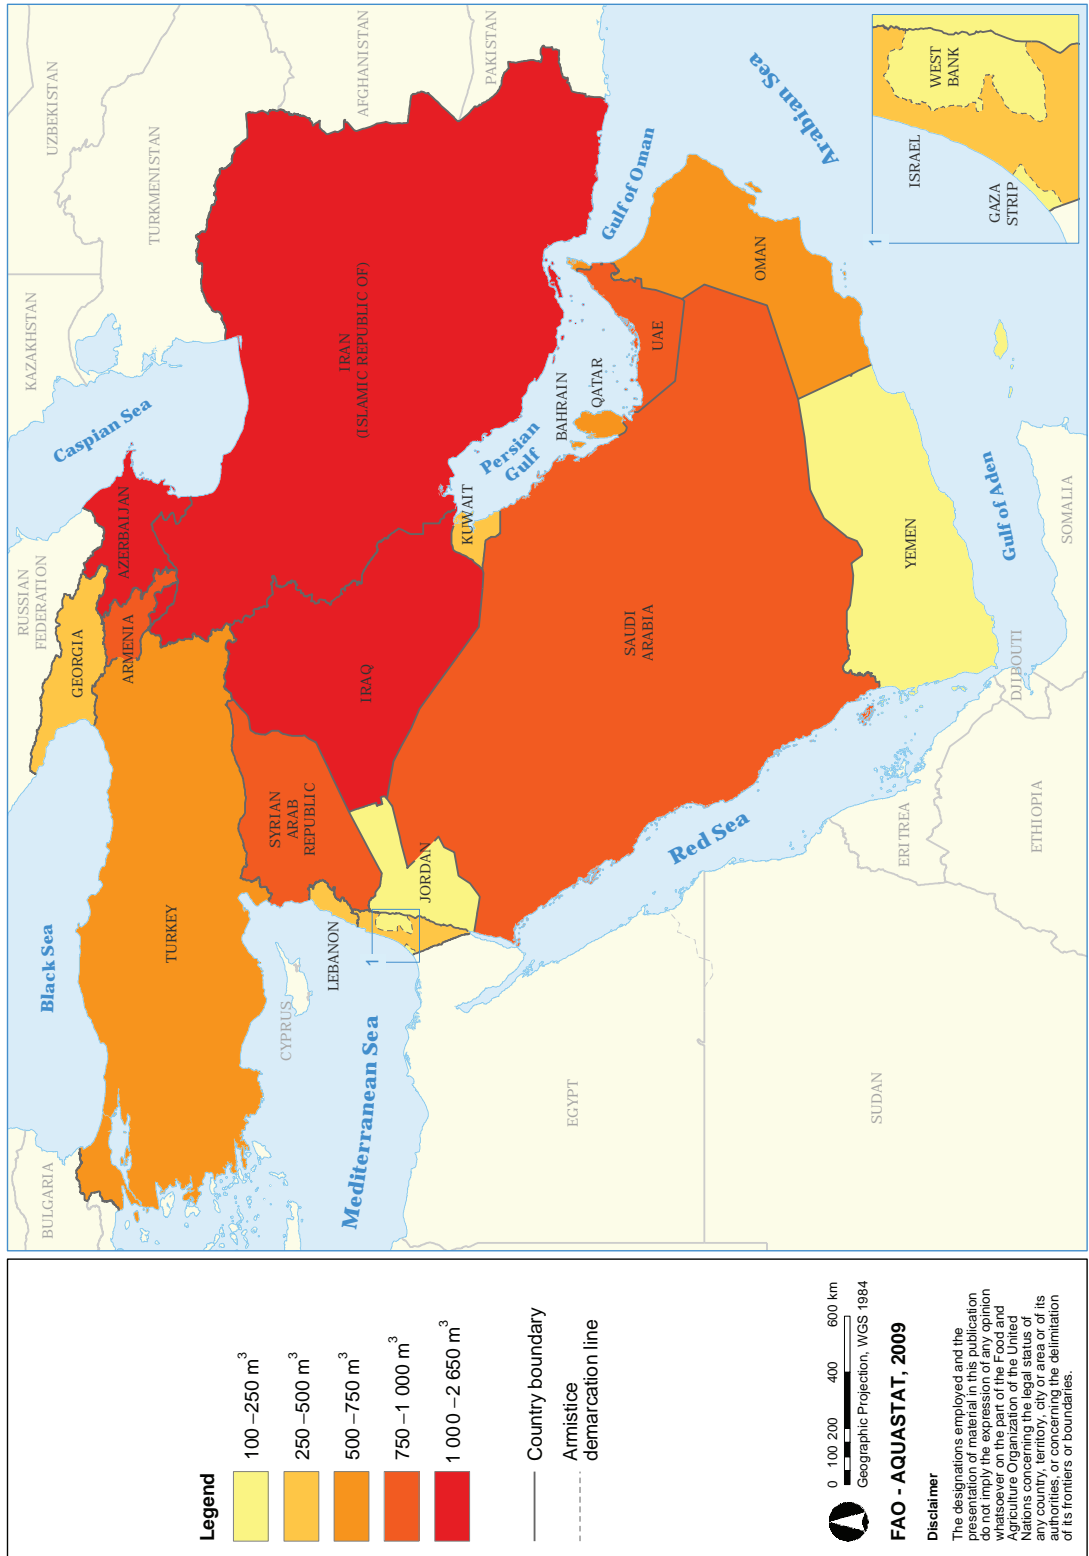 UZBEKISTAN
TURKMENISTAN
AFGHANISTAN
PAKISTAN
KAZAKHSTAN
Caspian Sea
IRAN
(ISLAMIC REPUBLIC OF)
Gulf of Oman
Arabian Sea
1
ISRAEL
WEST
BANK
GAZA
STRIP
RUSSIAN
FEDERATION
AZERBAIJAN
GEORGIA
ARMENIA
KUWAIT
Persian
Gulf
BAHRAIN
QATAR
UAE
OMAN
IRAQ
SAUDI
ARABIA
YEMEN
Gulf of Aden
SOMALIA
DJIBOUTI
SYRIAN
ARAB
REPUBLIC
JORDAN
Red Sea
ERITREA
ETHIOPIA
Black Sea
TURKEY
LEBANON
1
CYPRUS
Mediterranean Sea
EGYPT
SUDAN
BULGARIA
Legend
100 –250 m³
250 –500 m³
500 –750 m³
750 –1 000 m³
1 000 –2 650 m³
Country boundary
Armistice
demarcation line
0 100 200 400 600 km
Geographic Projection, WGS 1984
FAO - AQUASTAT, 2009
Disclaimer
The designations employed and the
presentation of material in this publication
do not imply the expression of any opinion
whatsoever on the part of the Food and
Agriculture Organization of the United
Nations concerning the legal status of
any country, territory, city or area or of its
authorities, or concerning the delimitation
of its frontiers or boundaries.